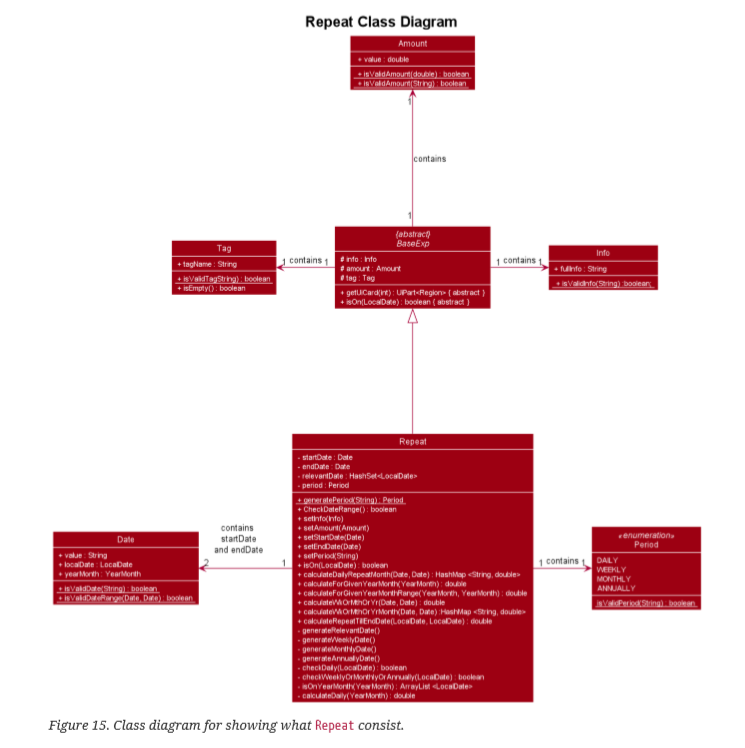 Repeat Class Diagram
Amount
+ value : double
+ isValidAmount(double) : boolean
+ isValidAmount(String) : boolean
1
contains
1
{abstract}
BaseExp
# info : Info
# amount : Amount
# tag : Tag
+ getUiCard(int) : UiPart<Region> { abstract }
+ isOn(LocalDate) : boolean { abstract }
Tag
+ tagName : String
+ isValidTagString) : boolean
+ isEmpty() : boolean
1 contains 1
1 contains 1
Info
+ fullInfo : String
+ isValidInfo(String) :boolean;
Repeat
- startDate : Date
- endDate : Date
- relevantDate : HashSet<LocalDate>
- period : Period
+ generatePeriod(String) : Period
+ CheckDateRange() : boolean
+ setInfo(Info)
+ setAmount(Amount)
+ setStartDate(Date)
+ setEndDate(Date)
+ setPeriod(String)
+ isOn(LocalDate) : boolean
+ calculateDailyRepeatMonth(Date, Date) : HashMap <String, double>
+ calculateForGivenYearMonth(YearMonth) : double
+ calculateForGivenYearMonthRange(YearMonth, YearMonth) : double
+ calculateWkOrMthOrYr(Date, Date) : double
+ calculateWkOrMthOrYrMonth(Date, Date) :HashMap <String, double>
+ calculateRepeatTillEndDate(LocalDate, LocalDate) : double
- generateRelevantDate()
- generateWeeklyDate()
- generateMonthlyDate()
- generateAnnuallyDate()
- checkDaily(LocalDate) : boolean
- checkWeeklyOrMonthlyOrAnnually(LocalDate) : boolean
- isOnYearMonth(YearMonth) : ArrayList <LocalDate>
- calculateDaily(YearMonth) : double
Date
+ value : String
+ localDate : LocalDate
+ yearMonth : YearMonth
+ isValidDate(String) : boolean
+ isValidDateRange(Date, Date) : boolean
contains
startDate
and endDate
2
1
1 contains 1
«enumeration»
Period
DAILY
WEEKLY
MONTHLY
ANNUALLY
isValidPeriod(String) : boolean
Figure 15. Class diagram for showing what Repeat consist.